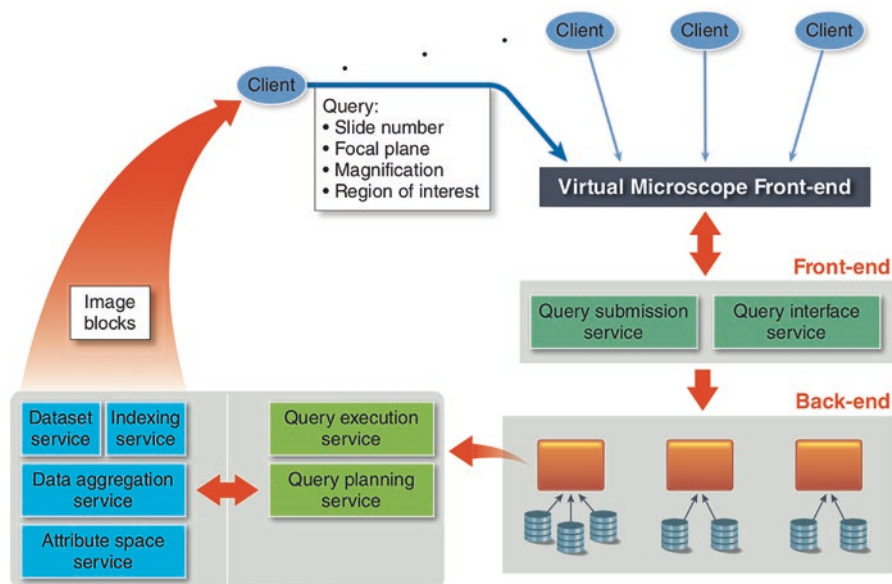 Client
Client
Client
Client
Query:
• Slide number
• Focal plane
• Magnification
• Region of interest
Virtual Microscope Front-end
Front-end
Image
blocks
Query submission
service
Query interface
service
Back-end
Dataset
service
Indexing
service
Query execution
service
Data aggregation
service
Query planning
service
Attribute space
service